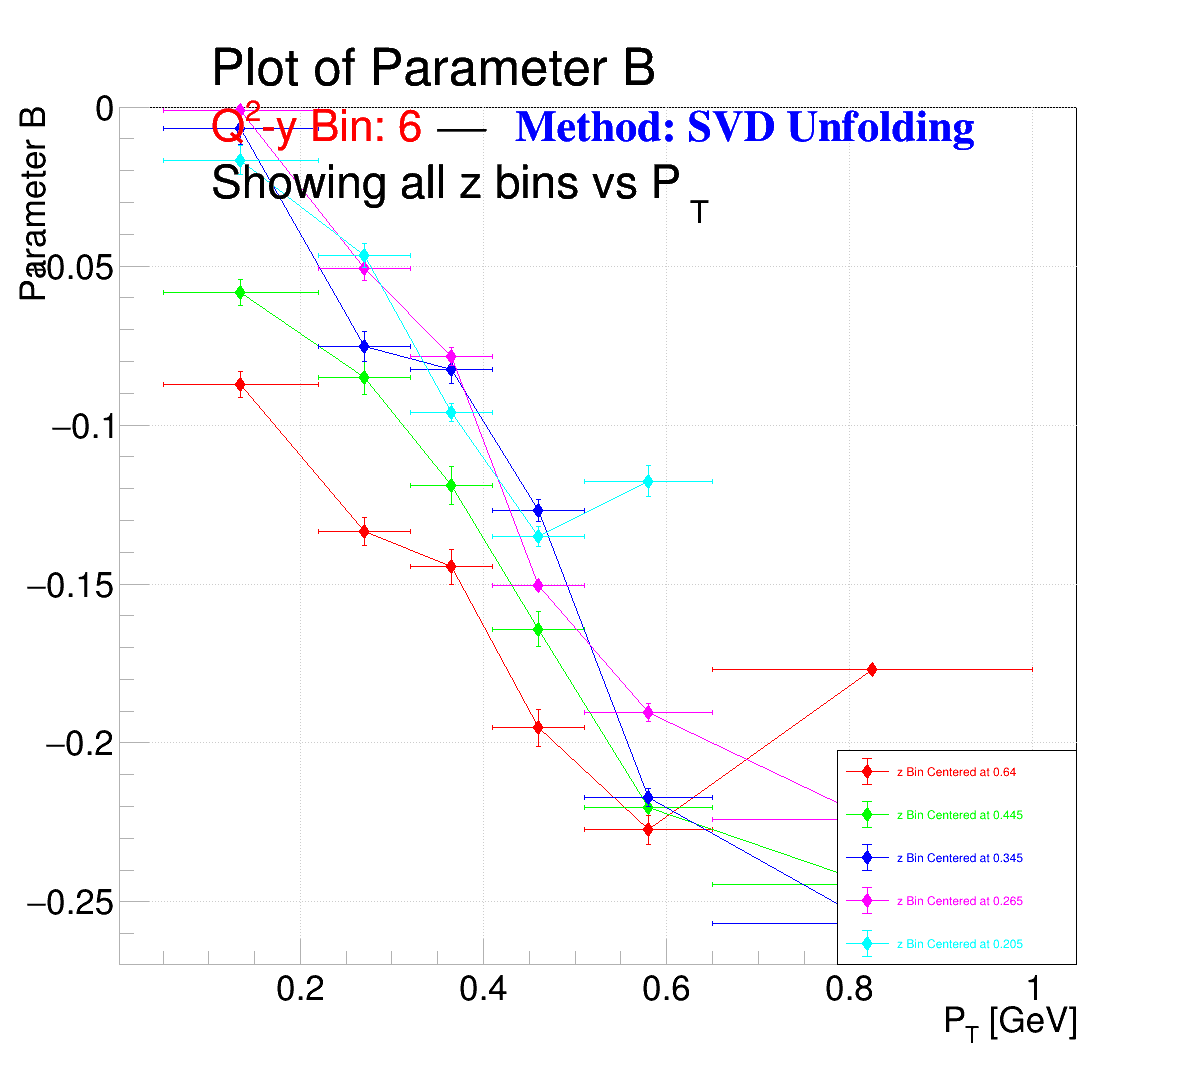 Plot of Parameter B
Q²-y Bin: 6 — Method: SVD Unfolding
Showing all z bins vs P_T
Parameter B
0
−0.05
−0.1
−0.15
−0.2
−0.25
z Bin Centered at 0.64
z Bin Centered at 0.445
z Bin Centered at 0.345
z Bin Centered at 0.265
z Bin Centered at 0.205
0.2 0.4 0.6 0.8 1
P_T [GeV]